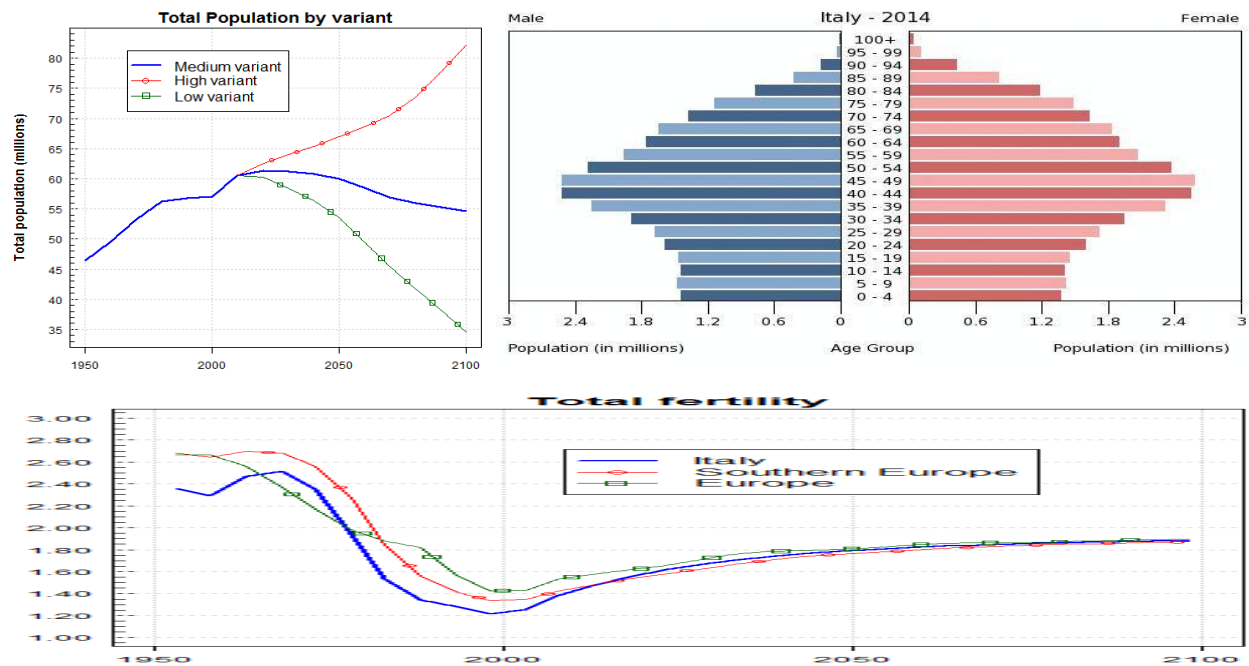 Total Population by variant
Total population (millions)
80
75
70
65
60
55
50
45
40
35
1950
2000
2050
2100
Medium variant
High variant
Low variant
Male
Italy - 2014
Female
100+
95 - 99
90 - 94
85 - 89
80 - 84
75 - 79
70 - 74
65 - 69
60 - 64
55 - 59
50 - 54
45 - 49
40 - 44
35 - 39
30 - 34
25 - 29
20 - 24
15 - 19
10 - 14
5 - 9
0 - 4
3 2.4 1.8 1.2 0.6 0 0 0.6 1.2 1.8 2.4 3
Population (in millions) Age Group Population (in millions)
Total fertility
3.00
2.80
2.60
2.40
2.20
2.00
1.80
1.60
1.40
1.20
1.00
Italy
Southern Europe
Europe
1950 2000 2050 2100